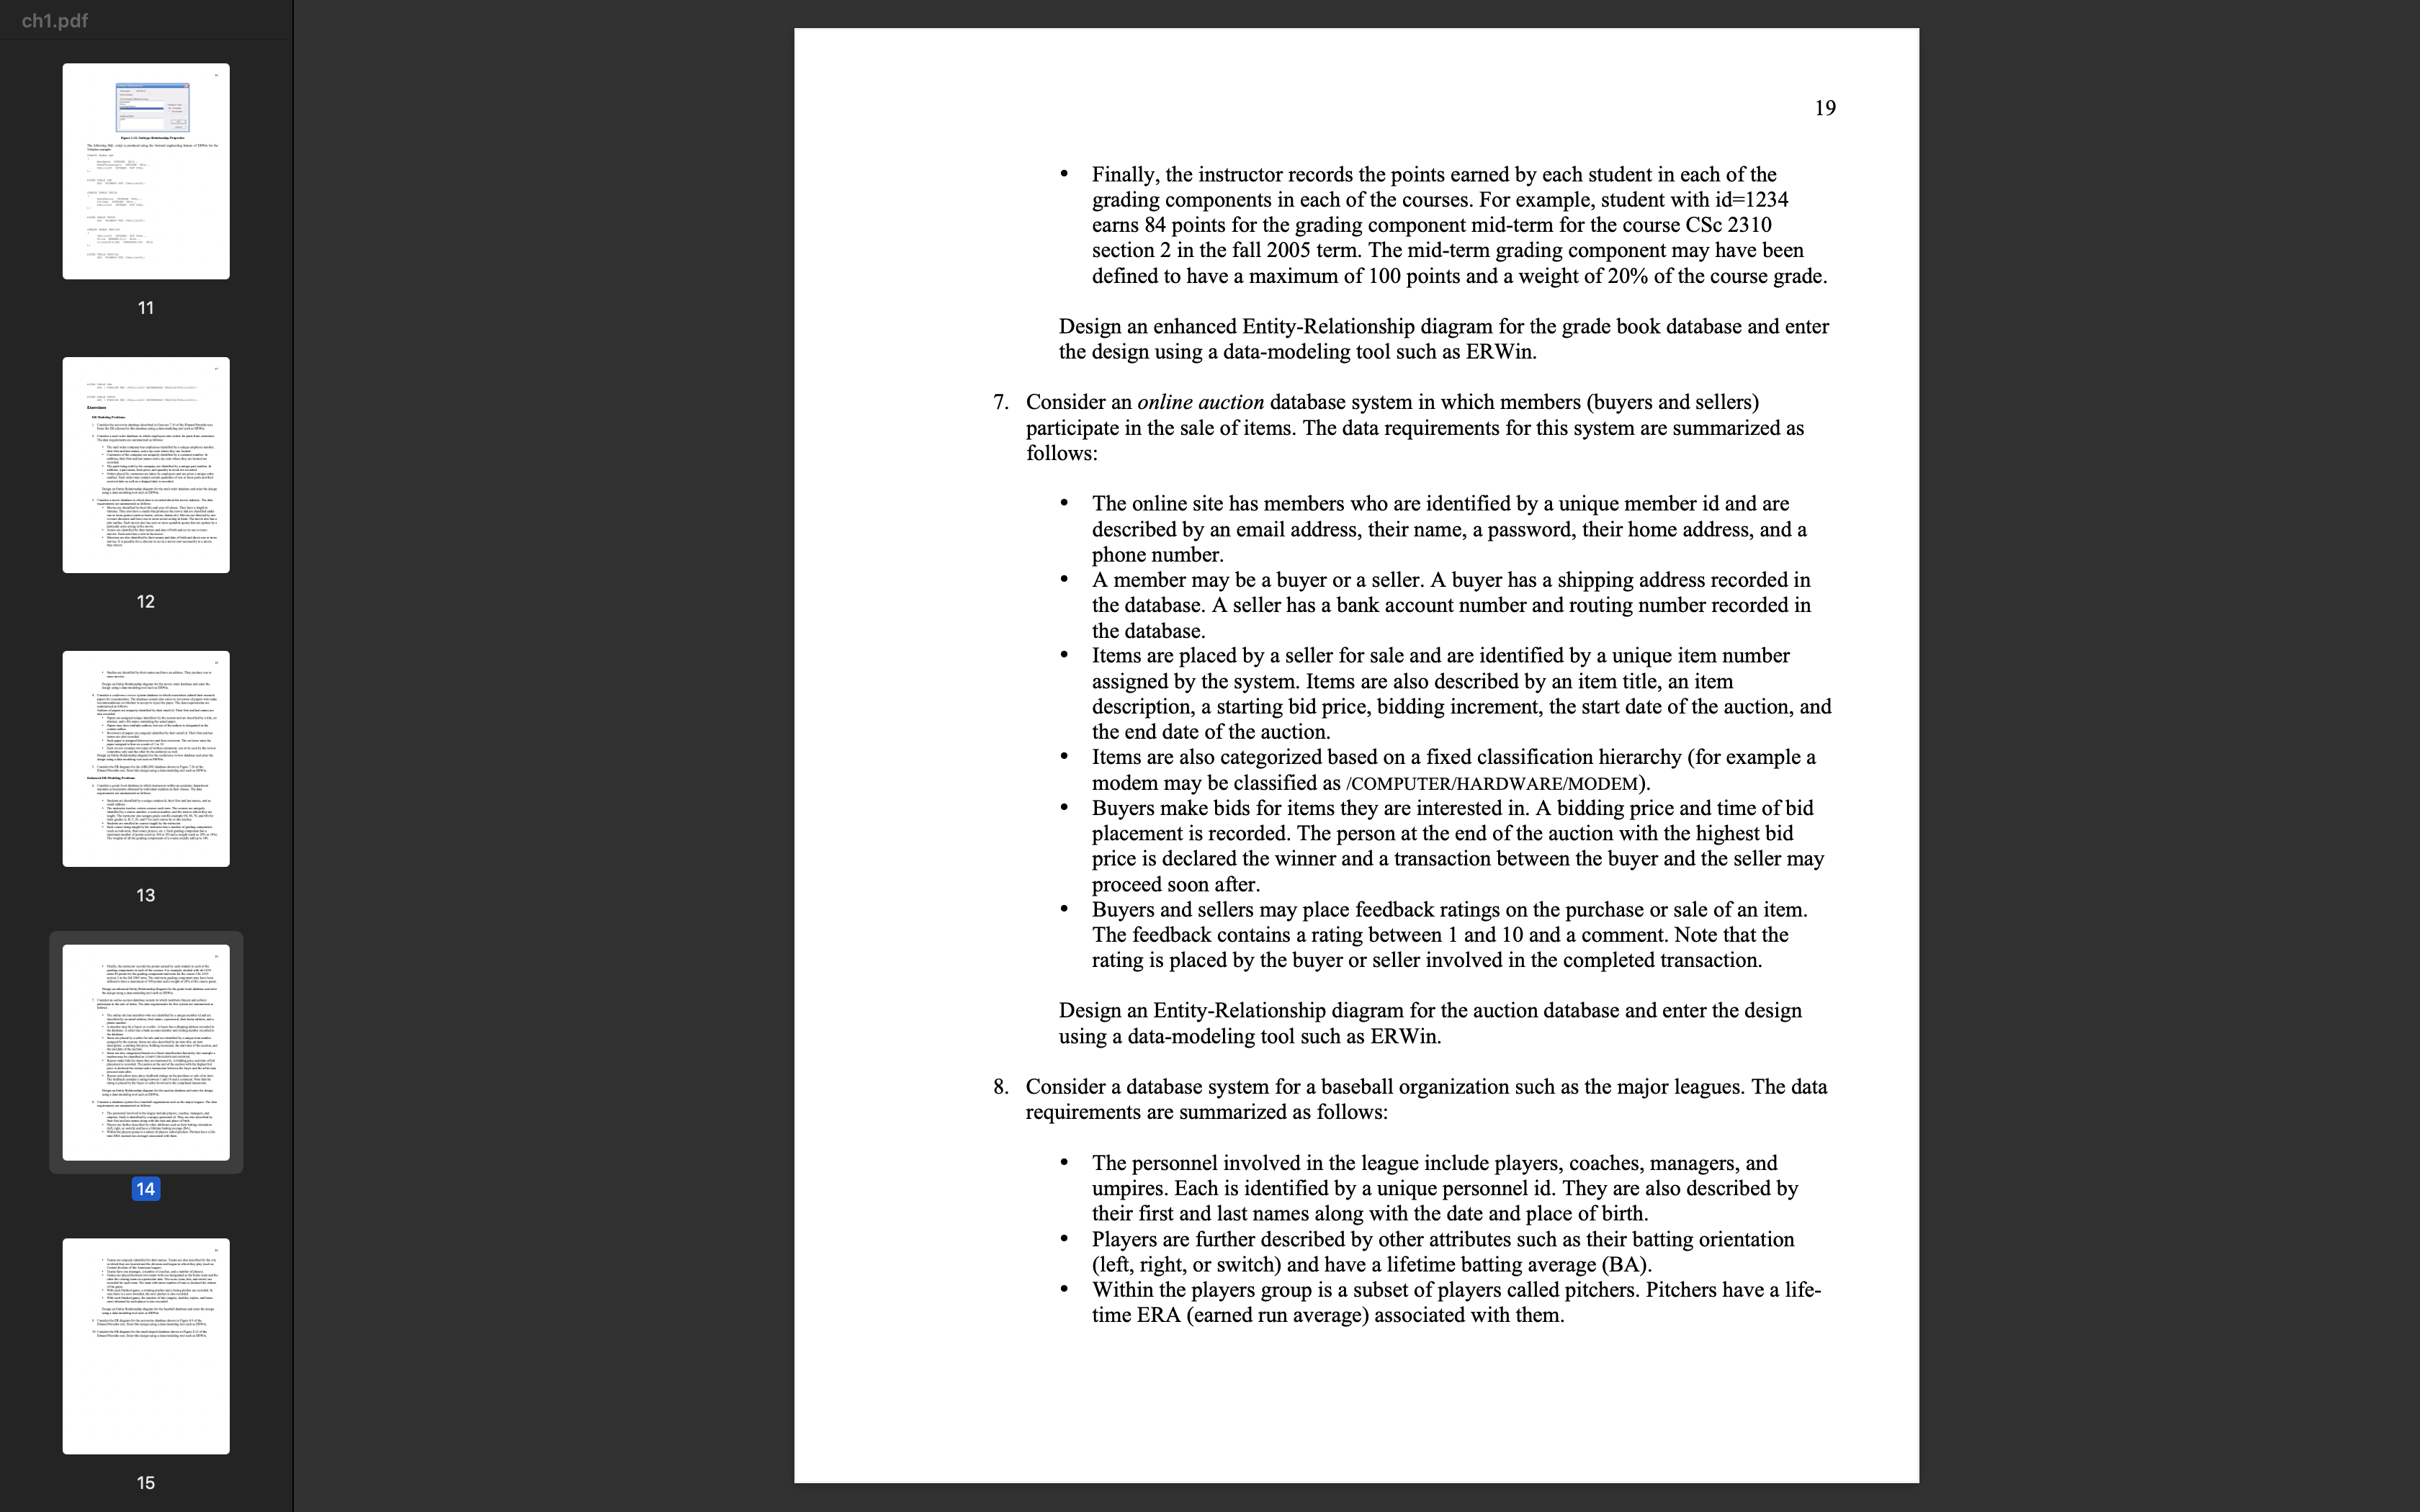 ch1.pdf
11
12
13
14
15
19
• Finally, the instructor records the points earned by each student in each of the
grading components in each of the courses. For example, student with id=1234
earns 84 points for the grading component mid-term for the course CSc 2310
section 2 in the fall 2005 term. The mid-term grading component may have been
defined to have a maximum of 100 points and a weight of 20% of the course grade.
Design an enhanced Entity-Relationship diagram for the grade book database and enter
the design using a data-modeling tool such as ERWin.
7. Consider an online auction database system in which members (buyers and sellers)
participate in the sale of items. The data requirements for this system are summarized as
follows:
• The online site has members who are identified by a unique member id and are
described by an email address, their name, a password, their home address, and a
phone number.
• A member may be a buyer or a seller. A buyer has a shipping address recorded in
the database. A seller has a bank account number and routing number recorded in
the database.
• Items are placed by a seller for sale and are identified by a unique item number
assigned by the system. Items are also described by an item title, an item
description, a starting bid price, bidding increment, the start date of the auction, and
the end date of the auction.
• Items are also categorized based on a fixed classification hierarchy (for example a
modem may be classified as /COMPUTER/HARDWARE/MODEM).
• Buyers make bids for items they are interested in. A bidding price and time of bid
placement is recorded. The person at the end of the auction with the highest bid
price is declared the winner and a transaction between the buyer and the seller may
proceed soon after.
• Buyers and sellers may place feedback ratings on the purchase or sale of an item.
The feedback contains a rating between 1 and 10 and a comment. Note that the
rating is placed by the buyer or seller involved in the completed transaction.
Design an Entity-Relationship diagram for the auction database and enter the design
using a data-modeling tool such as ERWin.
8. Consider a database system for a baseball organization such as the major leagues. The data
requirements are summarized as follows:
• The personnel involved in the league include players, coaches, managers, and
umpires. Each is identified by a unique personnel id. They are also described by
their first and last names along with the date and place of birth.
• Players are further described by other attributes such as their batting orientation
(left, right, or switch) and have a lifetime batting average (BA).
• Within the players group is a subset of players called pitchers. Pitchers have a life-
time ERA (earned run average) associated with them.